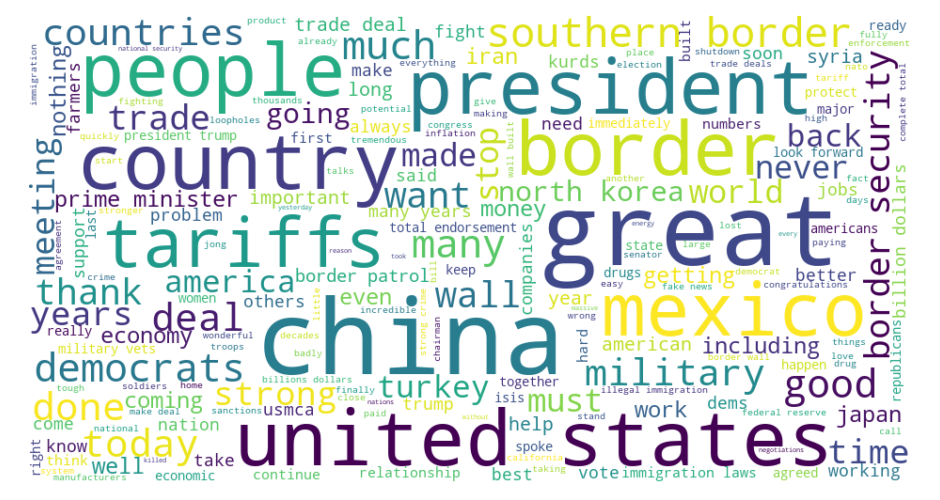 countries
trade deal
fight
southern border
ready
product
already
national security
everything
built
place
shutdown
fully
enforcement
election
trade deals
nato
immigration
nothing
farmers
people
much
make
long
iran
kurds
soon
syria
protect
tariff
potential
give
making
thousands
fighting
loopholes
trade
going
president
always
congress
inflation
wall built
need
immediately
numbers
major
high
back
complete total
quickly
president trump
tremendous
first
talks
start
stronger
country
made
said
stop
border
another
look forward
never
fact
days
jobs
border security
billion dollars
prime minister
important
want
north korea
world
yesterday
many years
money
great
americans
paying
meeting
agreement
support
last
problem
total endorsement
tariffs
jong
reason
took
many
companies
state
senator
energy
large
lost
every
drugs
getting
democrat
fake news
better
congratulations
easy
year
thank
america
border patrol
keep
crime
women
others
even
bill
strong crime
wall
chairman
little
incredible
mexico
massive
wrong
years
deal
really
economy
wonderful
decades
troops
military vets
badly
china
hard
american
including
things
happen
love
drug
border wall
republicans
democrats
tough
soldiers
home
billions dollars
turkey
together
isis
illegal immigration
military
good
done
strong
coming
make deal
sanctions
finally
close
nations
must
dems
stand
without
federal reserve
call
come
national
nation
usmca
paid
trump
help
work
vote
japan
right
know
today
think
take
united states
spoke
california
agreed
negotiations
time
system
manufacturers
well
killed
economic
continue
relationship
best
taking
immigration laws
working